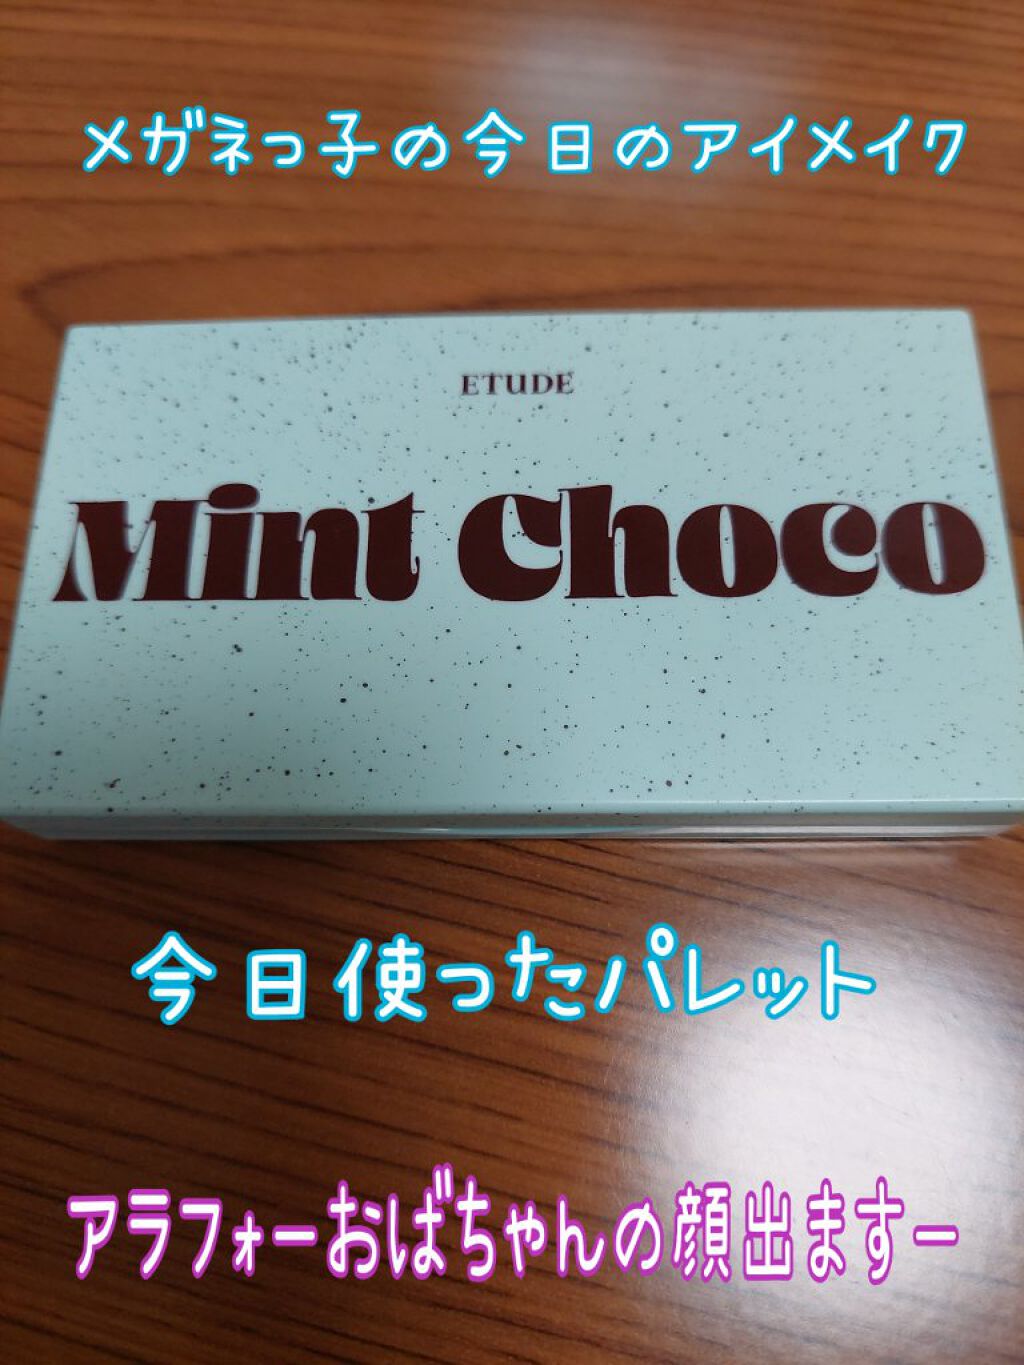 メガネっ子の今日のアイメイク
ETUDE
Mint Choco
今日使ったパレット
アラフォーおばちゃんの顔出ますー